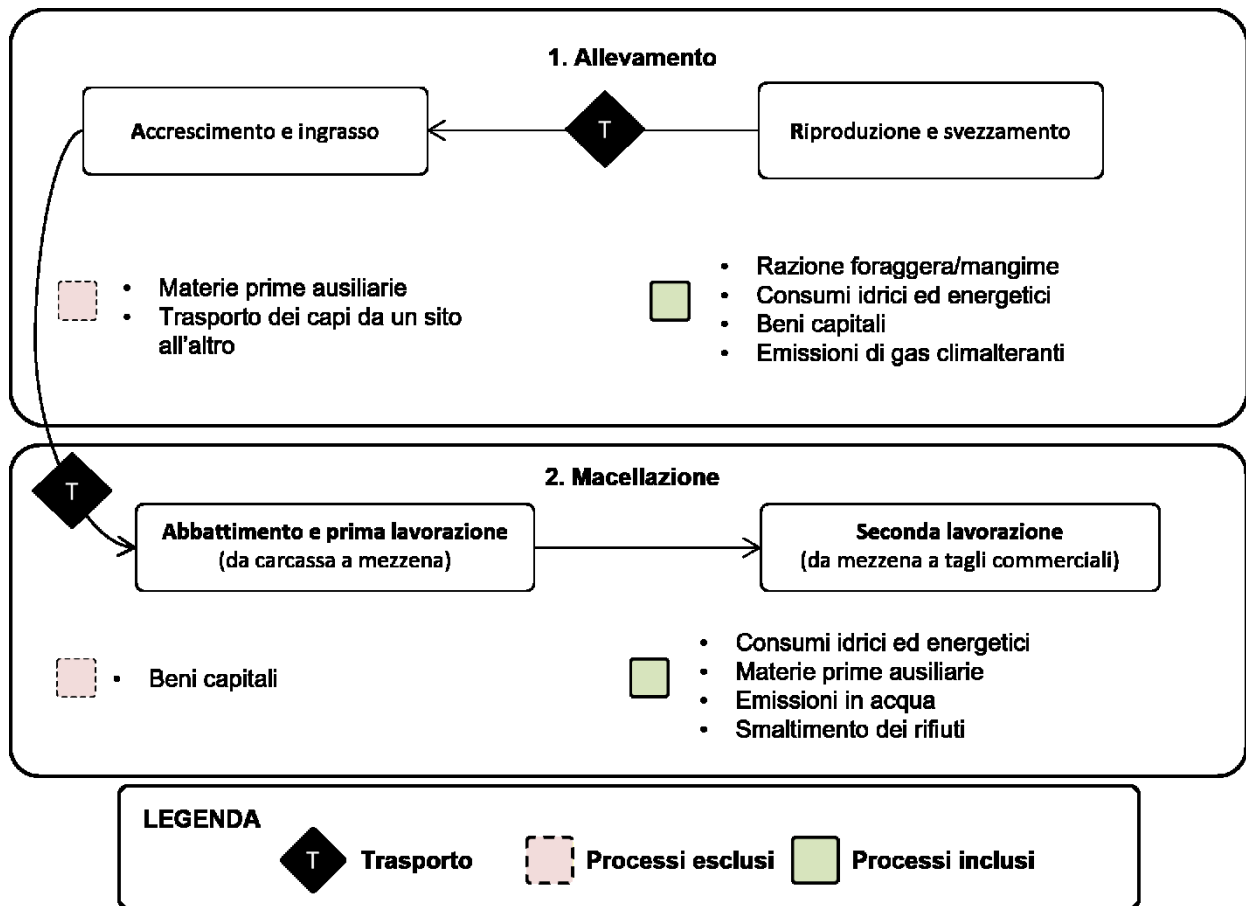 1. Allevamento
Accrescimento e ingrasso
T
Riproduzione e svezzamento
• Materie prime ausiliarie
• Trasporto dei capi da un sito
all'altro
• Razione foraggera/mangime
• Consumi idrici ed energetici
• Beni capitali
• Emissioni di gas climalteranti
T
2. Macellazione
Abbattimento e prima lavorazione
(da carcassa a mezzena)
Seconda lavorazione
(da mezzena a tagli commerciali)
• Beni capitali
• Consumi idrici ed energetici
• Materie prime ausiliarie
• Emissioni in acqua
• Smaltimento dei rifiuti
LEGENDA
T Trasporto
Processi esclusi
Processi inclusi